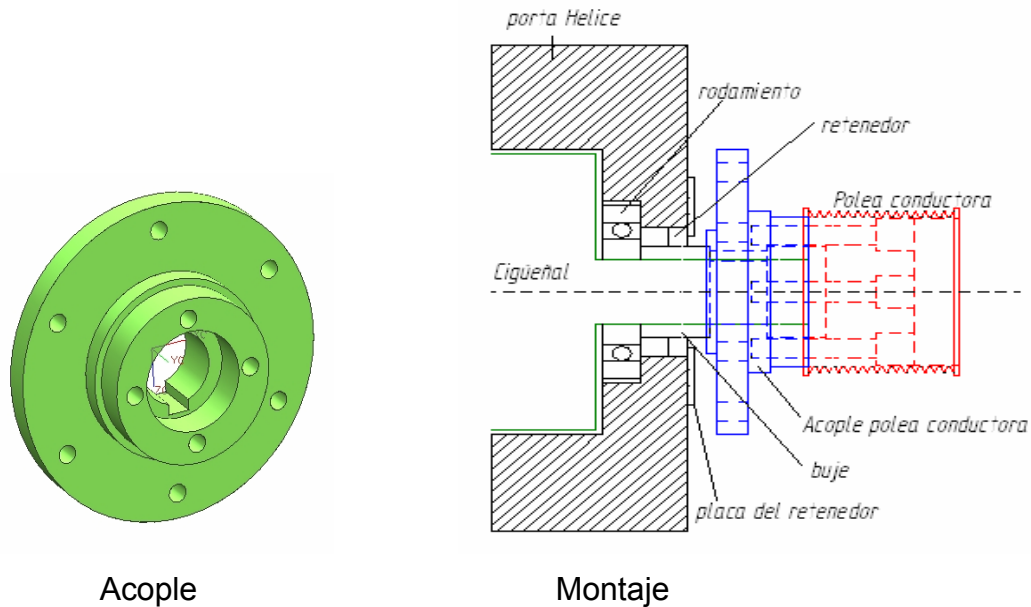 porta Helice
rodamiento
retenedor
Polea conductora
Cigüeñal
Acople polea conductora
buje
placa del retenedor
Acople
Montaje